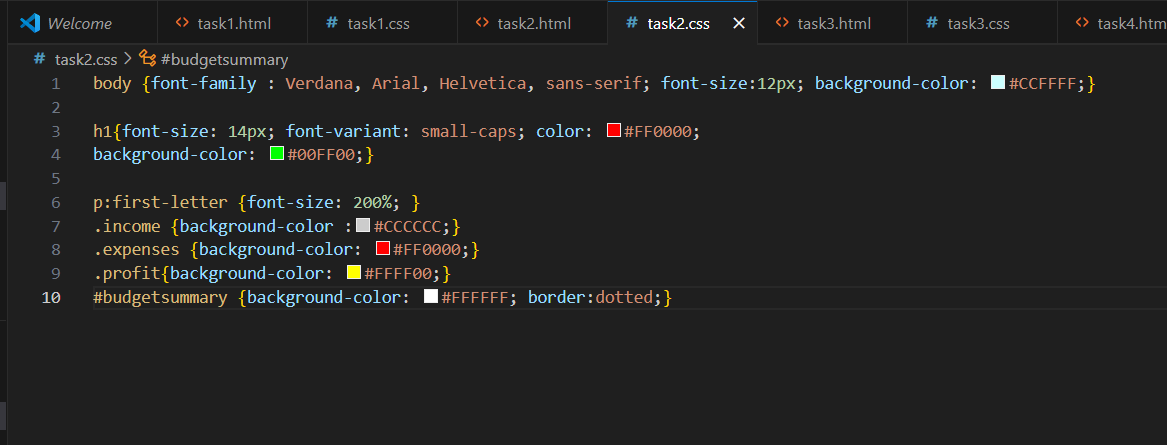 Welcome
<> task1.html
# task1.css
<> task2.html
# task2.css ×
<> task3.html
# task3.css
<> task4.htm
# task2.css > #budgetsummary
1 body {font-family : Verdana, Arial, Helvetica, sans-serif; font-size:12px; background-color: #CCFFFF;}
2
3 h1{font-size: 14px; font-variant: small-caps; color: #FF0000;
4 background-color: #00FF00;}
5
6 p:first-letter {font-size: 200%; }
7 .income {background-color :#CCCCCC;}
8 .expenses {background-color: #FF0000;}
9 .profit{background-color: #FFFF00;}
10 #budgetsummary {background-color: #FFFFFF; border:dotted;}